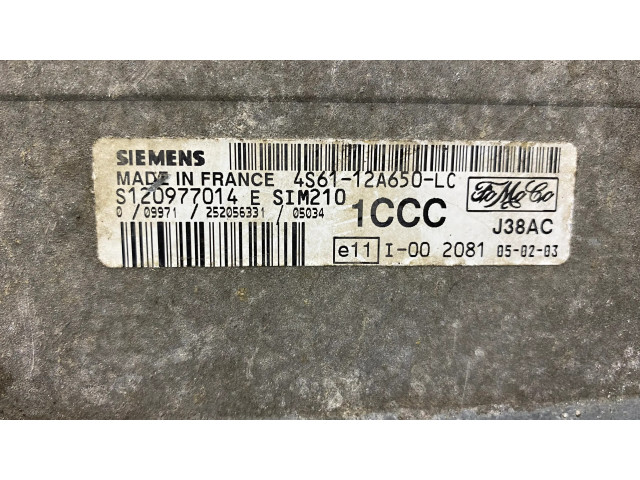 SIEMENS
MADE IN FRANCE 4S61-12A650-LC
S120977014 E SIM210
0 / 09971 / 252056331 / 05034
1CCC
FoMoCo
J38AC
e11 I-00 2081 05-02-03